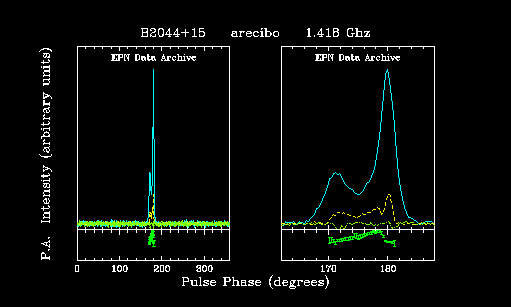 B2044+15 arecibo 1.418 Ghz
EPN Data Archive EPN Data Archive
P.A. Intensity (arbitrary units)
0 100 200 300 170 180
Pulse Phase (degrees)